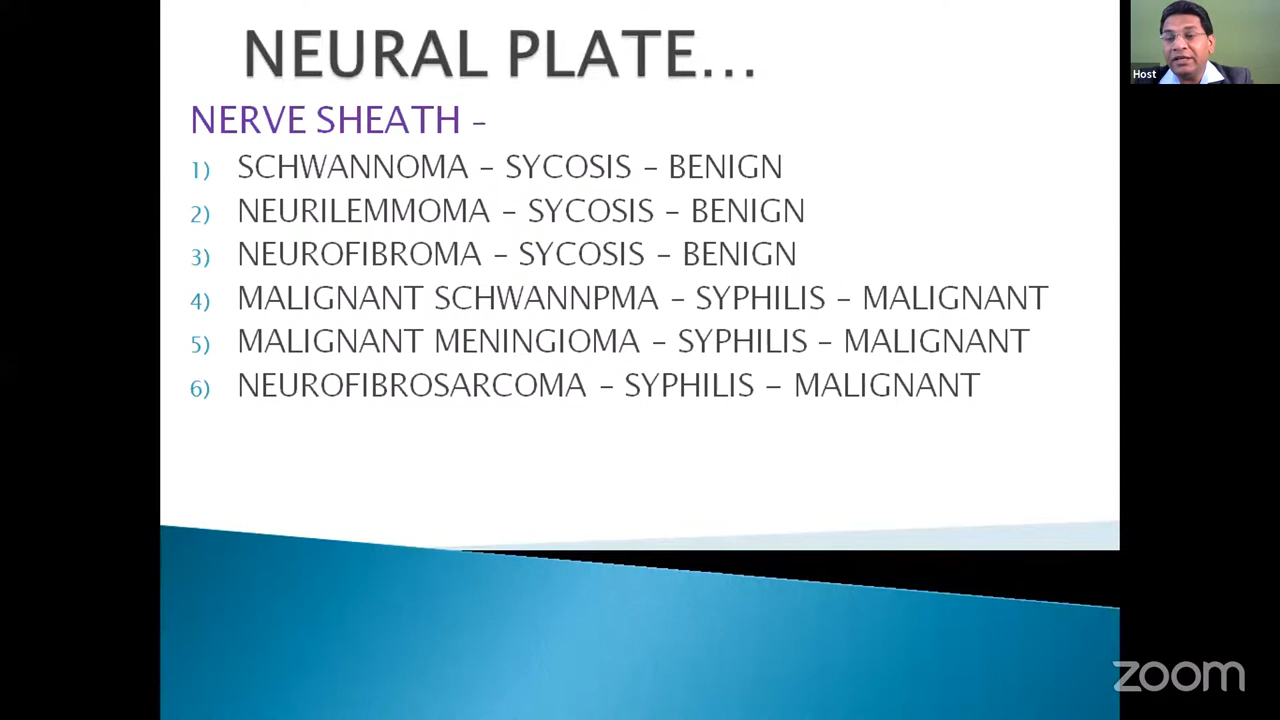 NEURAL PLATE...
NERVE SHEATH –
1) SCHWANNOMA – SYCOSIS – BENIGN
2) NEURILEMMOMA – SYCOSIS – BENIGN
3) NEUROFIBROMA – SYCOSIS – BENIGN
4) MALIGNANT SCHWANNPMA – SYPHILIS – MALIGNANT
5) MALIGNANT MENINGIOMA – SYPHILIS – MALIGNANT
6) NEUROFIBROSARCOMA – SYPHILIS – MALIGNANT
Host
zoom